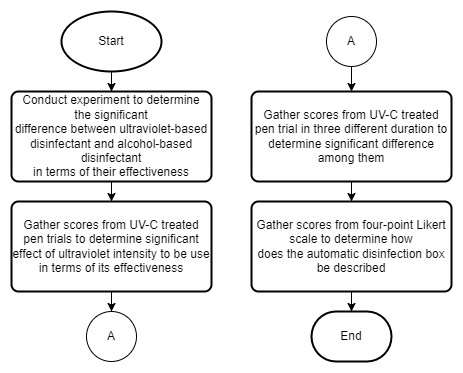 Start
Conduct experiment to determine
the significant
difference between ultraviolet-based
disinfectant and alcohol-based
disinfectant
in terms of their effectiveness
Gather scores from UV-C treated
pen trials to determine significant
effect of ultraviolet intensity to be use
in terms of its effectiveness
A
A
Gather scores from UV-C treated
pen trial in three different duration to
determine significant difference
among them
Gather scores from four-point Likert
scale to determine how
does the automatic disinfection box
be described
End